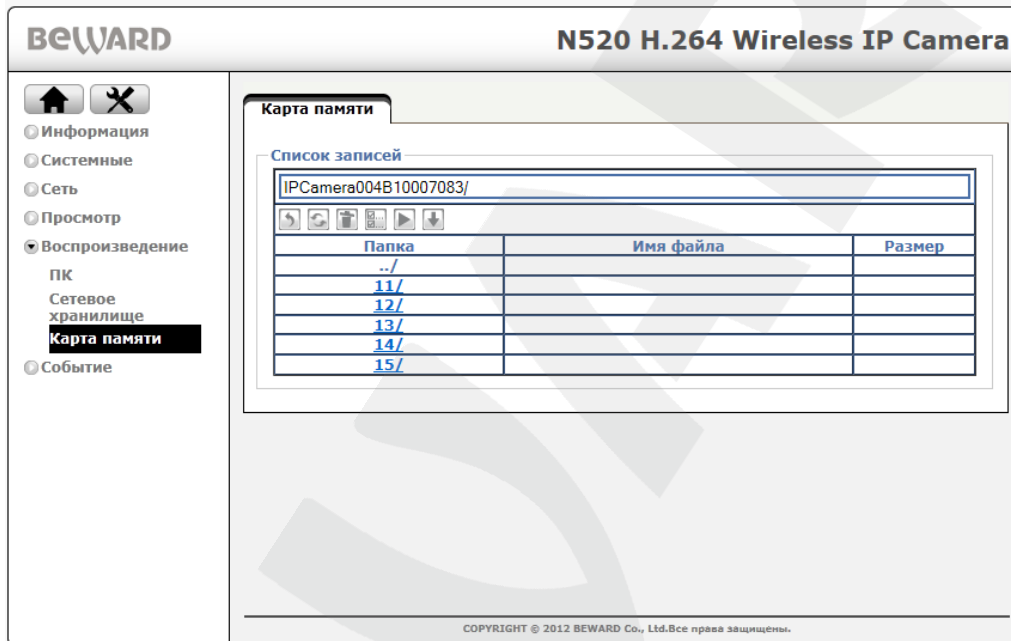 BEWARD
N520 H.264 Wireless IP Camera
Информация
Системные
Сеть
Просмотр
Воспроизведение
ПК
Сетевое
хранилище
Карта памяти
Событие
Карта памяти
Список записей
IPCamera004B10007083/
Папка Имя файла Размер
../
11/
12/
13/
14/
15/
COPYRIGHT © 2012 BEWARD Co., Ltd.Все права защищены.